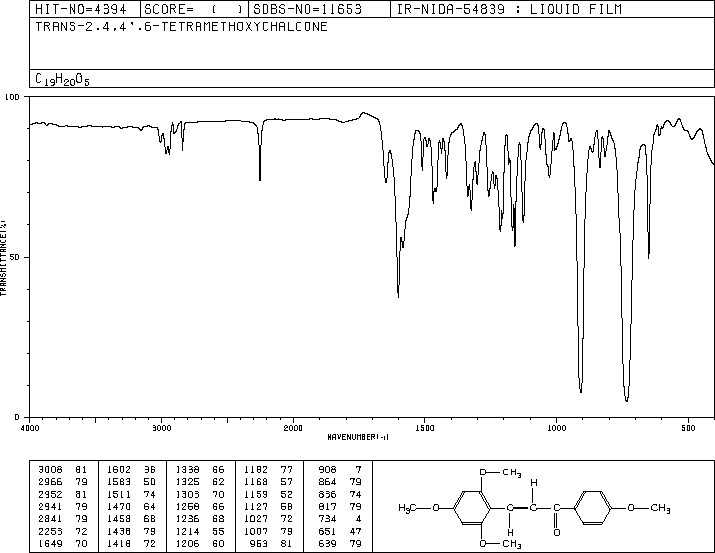 HIT-NO=4394 SCORE= ( ) SDBS-NO=11653 IR-NIDA-54839 : LIQUID FILM
TRANS-2,4,4',6-TETRAMETHOXYCHALCONE
C19H20O5
100
50
0
TRANSMITTANCE(%)
4000 3000 2000 1500 1000 500
WAVENUMBER(-1)
3008 81 1602 36 1338 66 1182 77 908 7
2966 79 1583 50 1325 62 1168 57 864 79
2952 81 1511 74 1303 70 1159 52 836 74
2941 79 1470 64 1258 66 1127 58 817 79
2841 79 1458 68 1236 68 1027 72 734 4
2253 72 1438 79 1214 55 1007 79 651 47
1649 70 1418 72 1206 60 953 81 639 79
O CH3
H
H3C O C C C O CH3
H O
O CH3